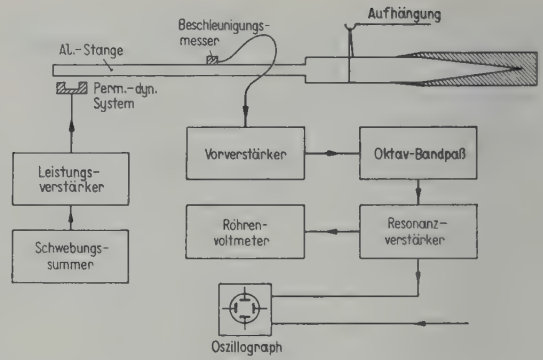 Aufhängung
Beschleunigungs-
messer
Al.-Stange
Perm.-dyn.
System
Leistungs-
verstärker
Schwebungs-
summer
Vorverstärker
Oktav-Bandpaß
Röhren-
voltmeter
Resonanz-
verstärker
Oszillograph